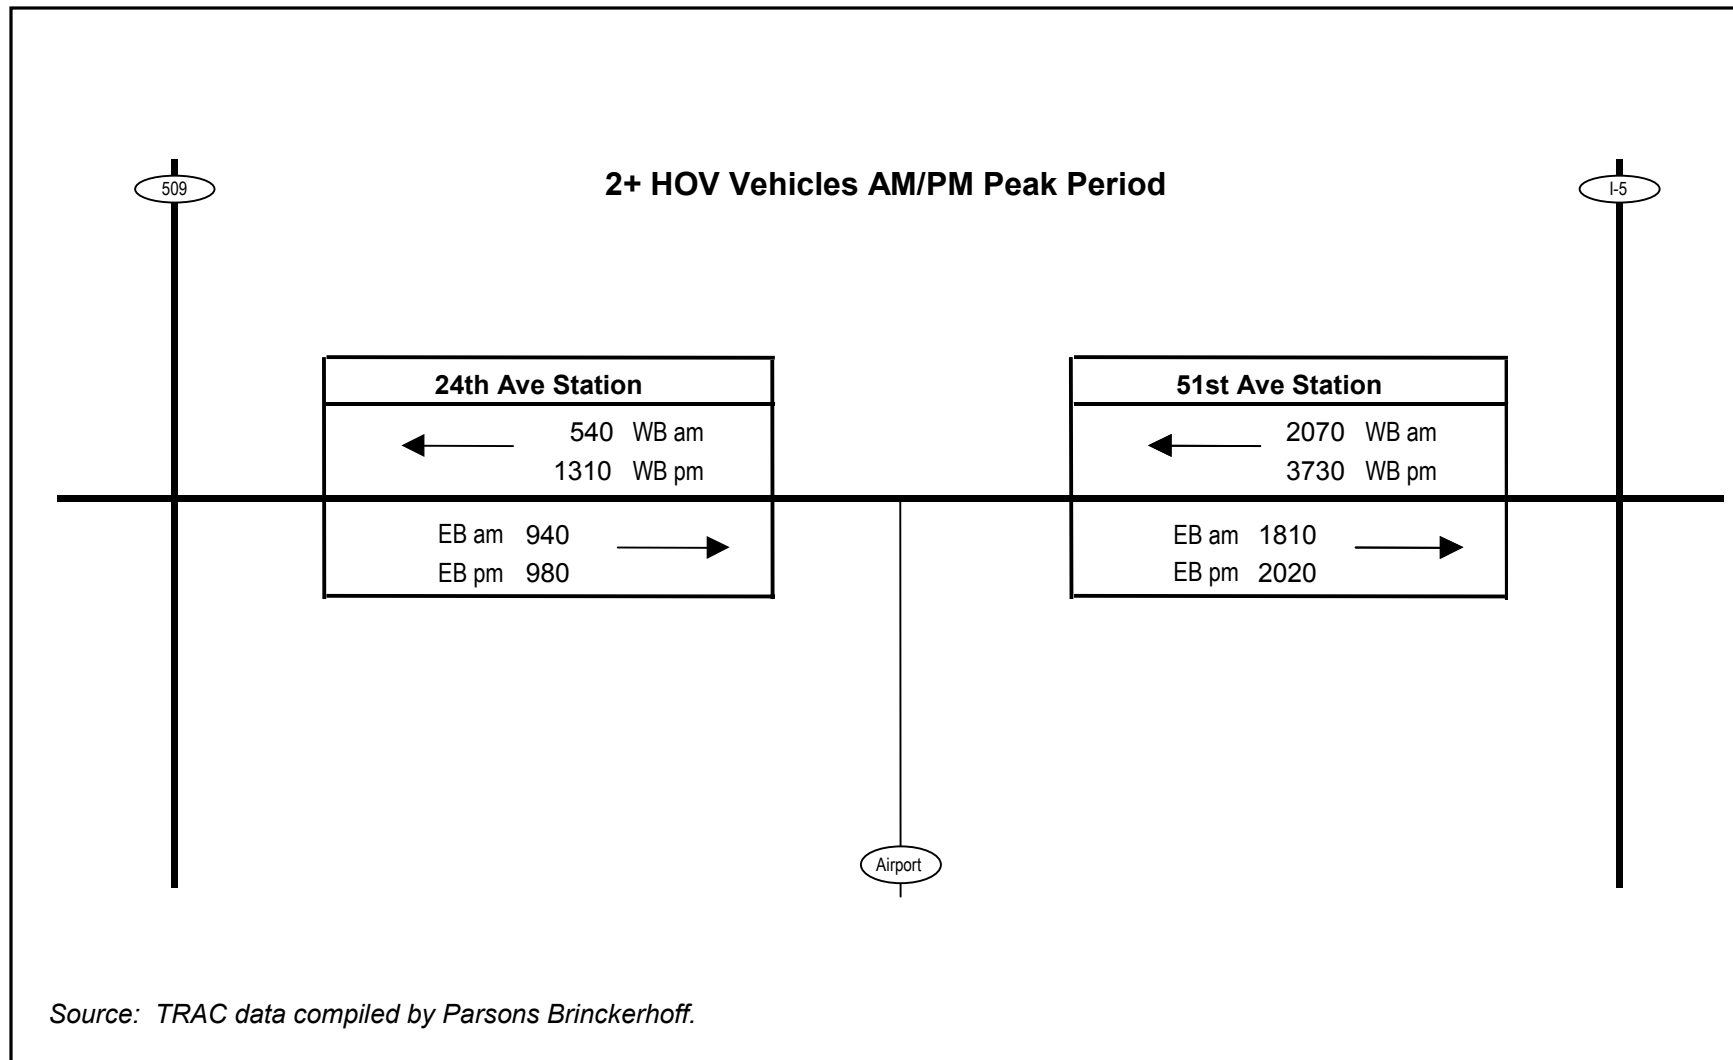 2+ HOV Vehicles AM/PM Peak Period
509
I-5
24th Ave Station
540 WB am
1310 WB pm
EB am 940
EB pm 980
51st Ave Station
2070 WB am
3730 WB pm
EB am 1810
EB pm 2020
Airport
Source: TRAC data compiled by Parsons Brinckerhoff.